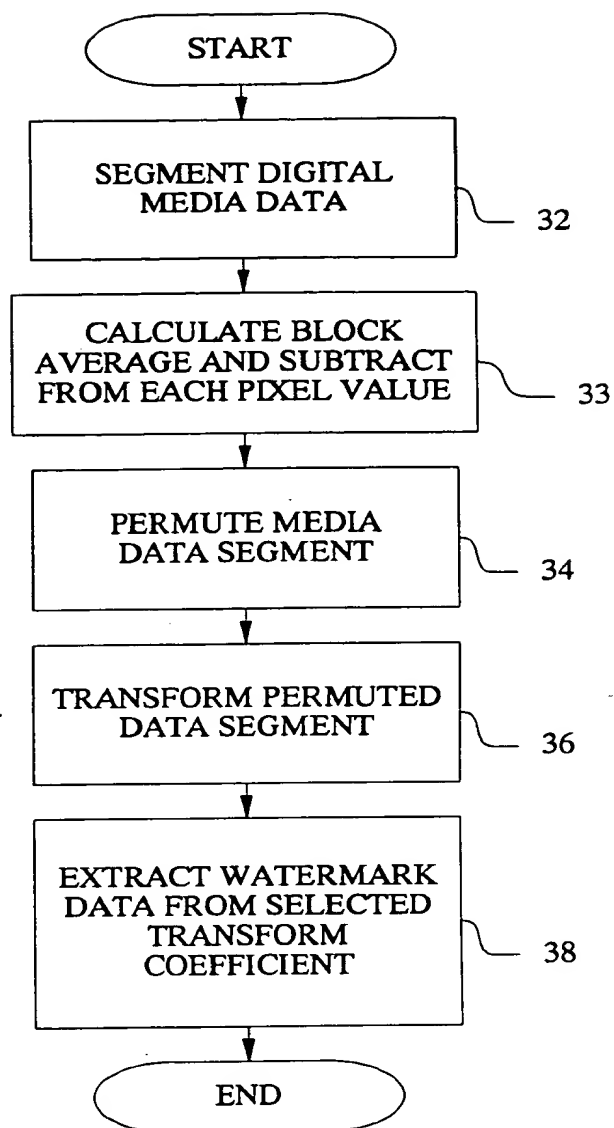 START
SEGMENT DIGITAL
MEDIA DATA
32
CALCULATE BLOCK
AVERAGE AND SUBTRACT
FROM EACH PIXEL VALUE
33
PERMUTE MEDIA
DATA SEGMENT
34
TRANSFORM PERMUTED
DATA SEGMENT
36
EXTRACT WATERMARK
DATA FROM SELECTED
TRANSFORM
COEFFICIENT
38
END